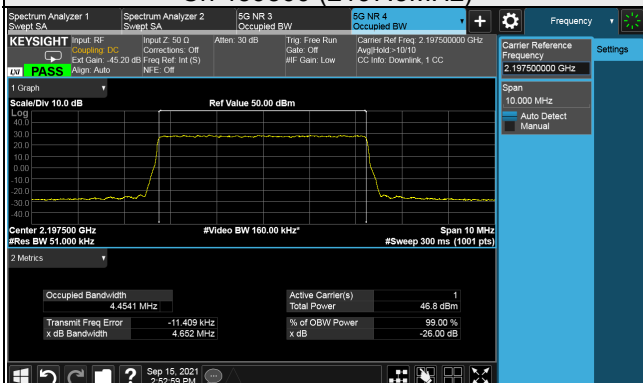 Spectrum Analyzer 1
Swept SA
Spectrum Analyzer 2
Swept SA
5G NR 3
Occupied BW
5G NR 4
Occupied BW
Frequency
KEYSIGHT
Input: RF
Coupling: DC
Ext Gain: -45.20 dB
Align: Auto
Input Z: 50 Ω
Corrections: Off
Freq Ref: Int (S)
NFE: Off
Atten: 30 dB
Trig: Free Run
Gate: Off
#IF Gain: Low
Carrier Ref Freq: 2.197500000 GHz
Avg|Hold:>10/10
CC Info: Downlink, 1 CC
LXI PASS
Carrier Reference
Frequency
2.197500000 GHz
Settings
Span
10.000 MHz
Auto Detect
Manual
1 Graph
Scale/Div 10.0 dB
Ref Value 50.00 dBm
Log
40.0
30.0
20.0
10.0
0.00
-10.0
-20.0
-30.0
-40.0
Center 2.197500 GHz
#Video BW 160.00 kHz*
Span 10 MHz
#Res BW 51.000 kHz
#Sweep 300 ms (1001 pts)
2 Metrics
Occupied Bandwidth
4.4541 MHz
Active Carrier(s) 1
Total Power 46.8 dBm
Transmit Freq Error -11.409 kHz
% of OBW Power 99.00 %
x dB Bandwidth 4.652 MHz
x dB -26.00 dB
?
Sep 15, 2021
2:52:59 PM